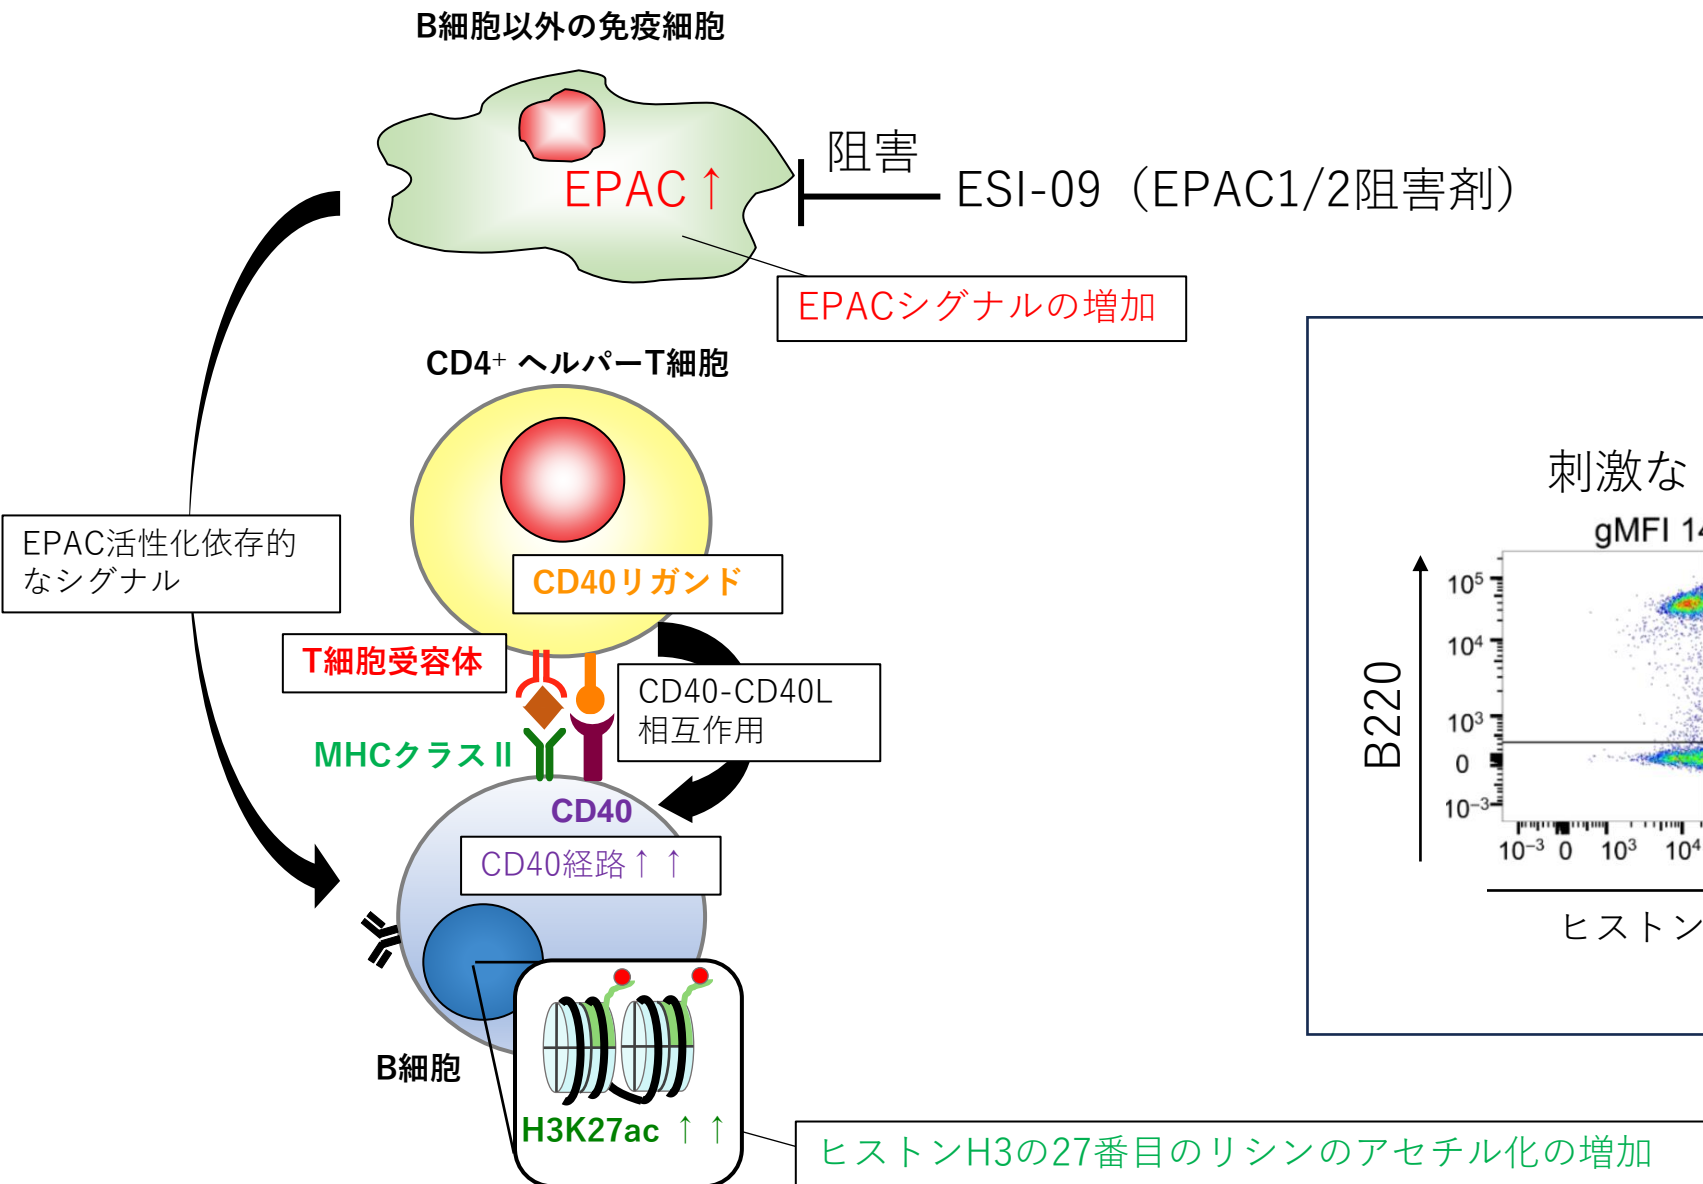 B細胞以外の免疫細胞
EPAC↑
阻害
ESI-09（EPAC1/2阻害剤）
EPACシグナルの増加
CD4+ ヘルパーT細胞
EPAC活性化依存的
なシグナル
CD40リガンド
T細胞受容体
CD40-CD40L
相互作用
MHCクラスⅡ
CD40
CD40経路↑↑
B細胞
H3K27ac ↑↑
ヒストンH3の27番目のリシンのアセチル化の増加
刺激な
gMFI 14
B220
10⁵
10⁴
10³
0
10⁻³
10⁻³ 0 10³ 10⁴
ヒストン